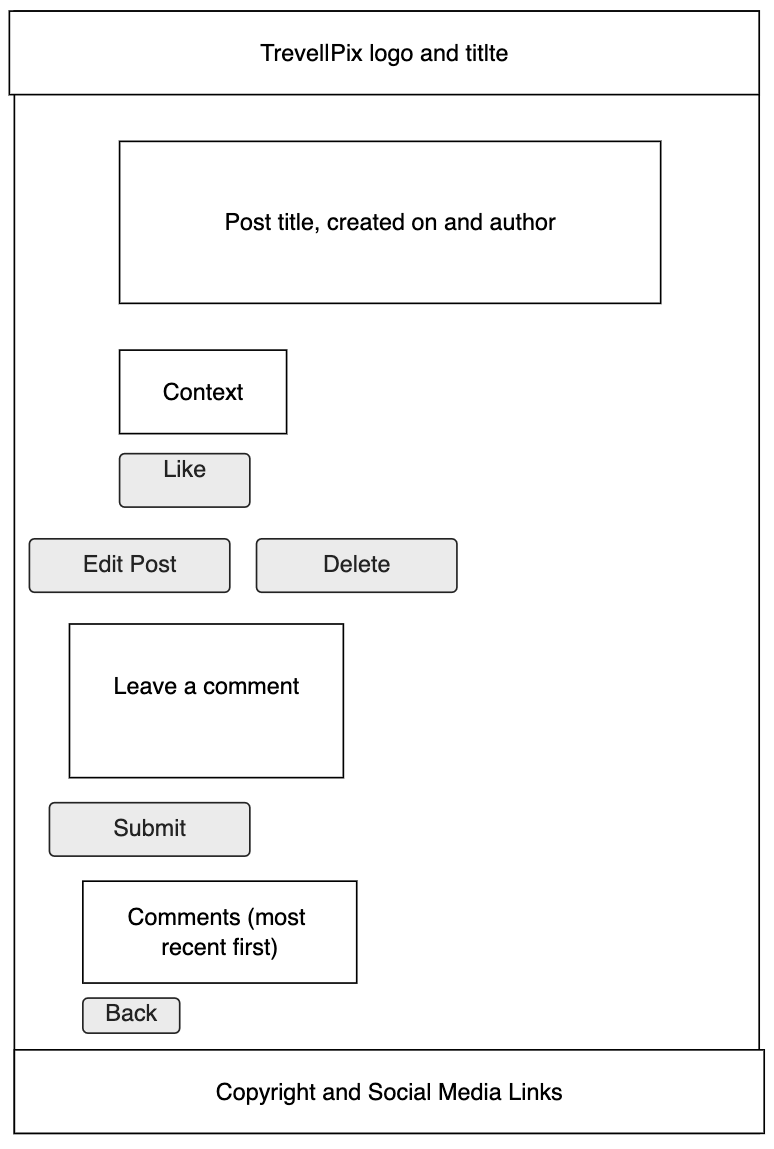 TrevellPix logo and titlte
Post title, created on and author
Context
Like
Edit Post
Delete
Leave a comment
Submit
Comments (most
recent first)
Back
Copyright and Social Media Links